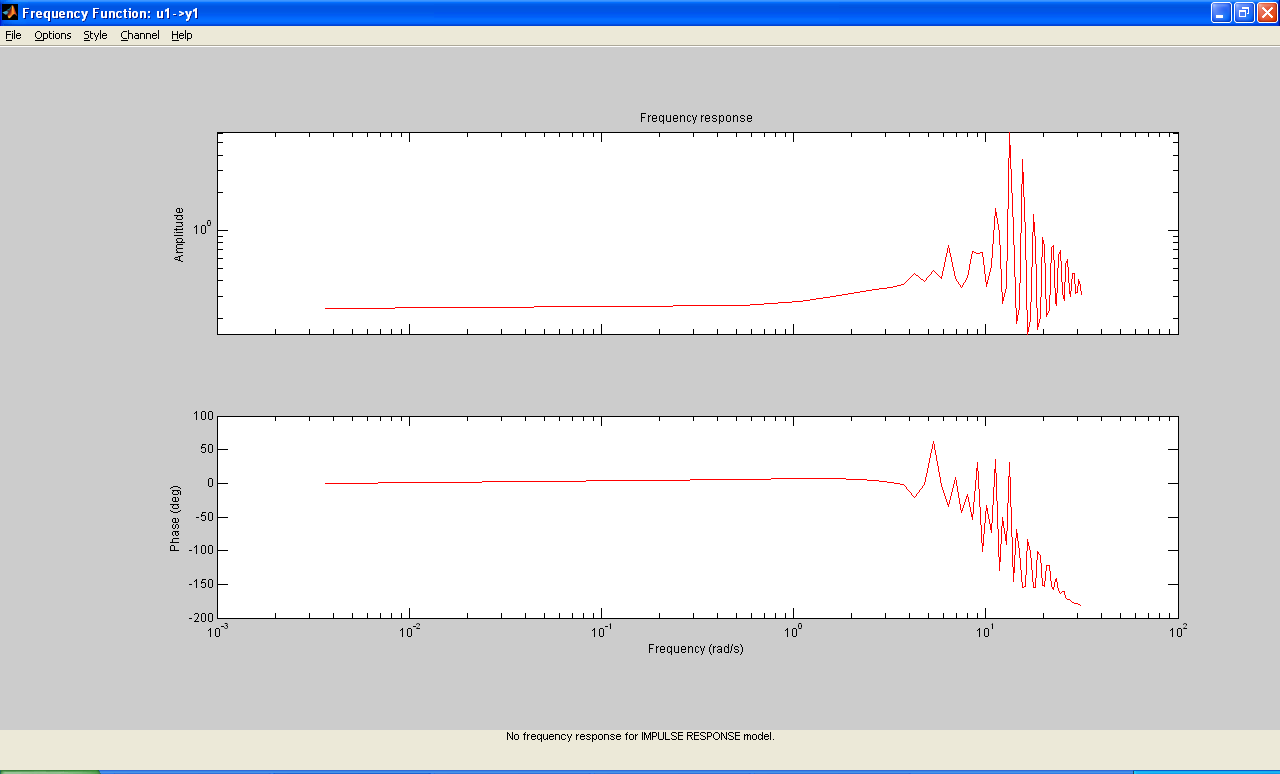 Frequency Function: u1->y1
File Options Style Channel Help
Frequency response
Amplitude
10^0
Phase (deg)
100
50
0
-50
-100
-150
-200
10^-3 10^-2 10^-1 10^0 10^1 10^2
Frequency (rad/s)
No frequency response for IMPULSE RESPONSE model.